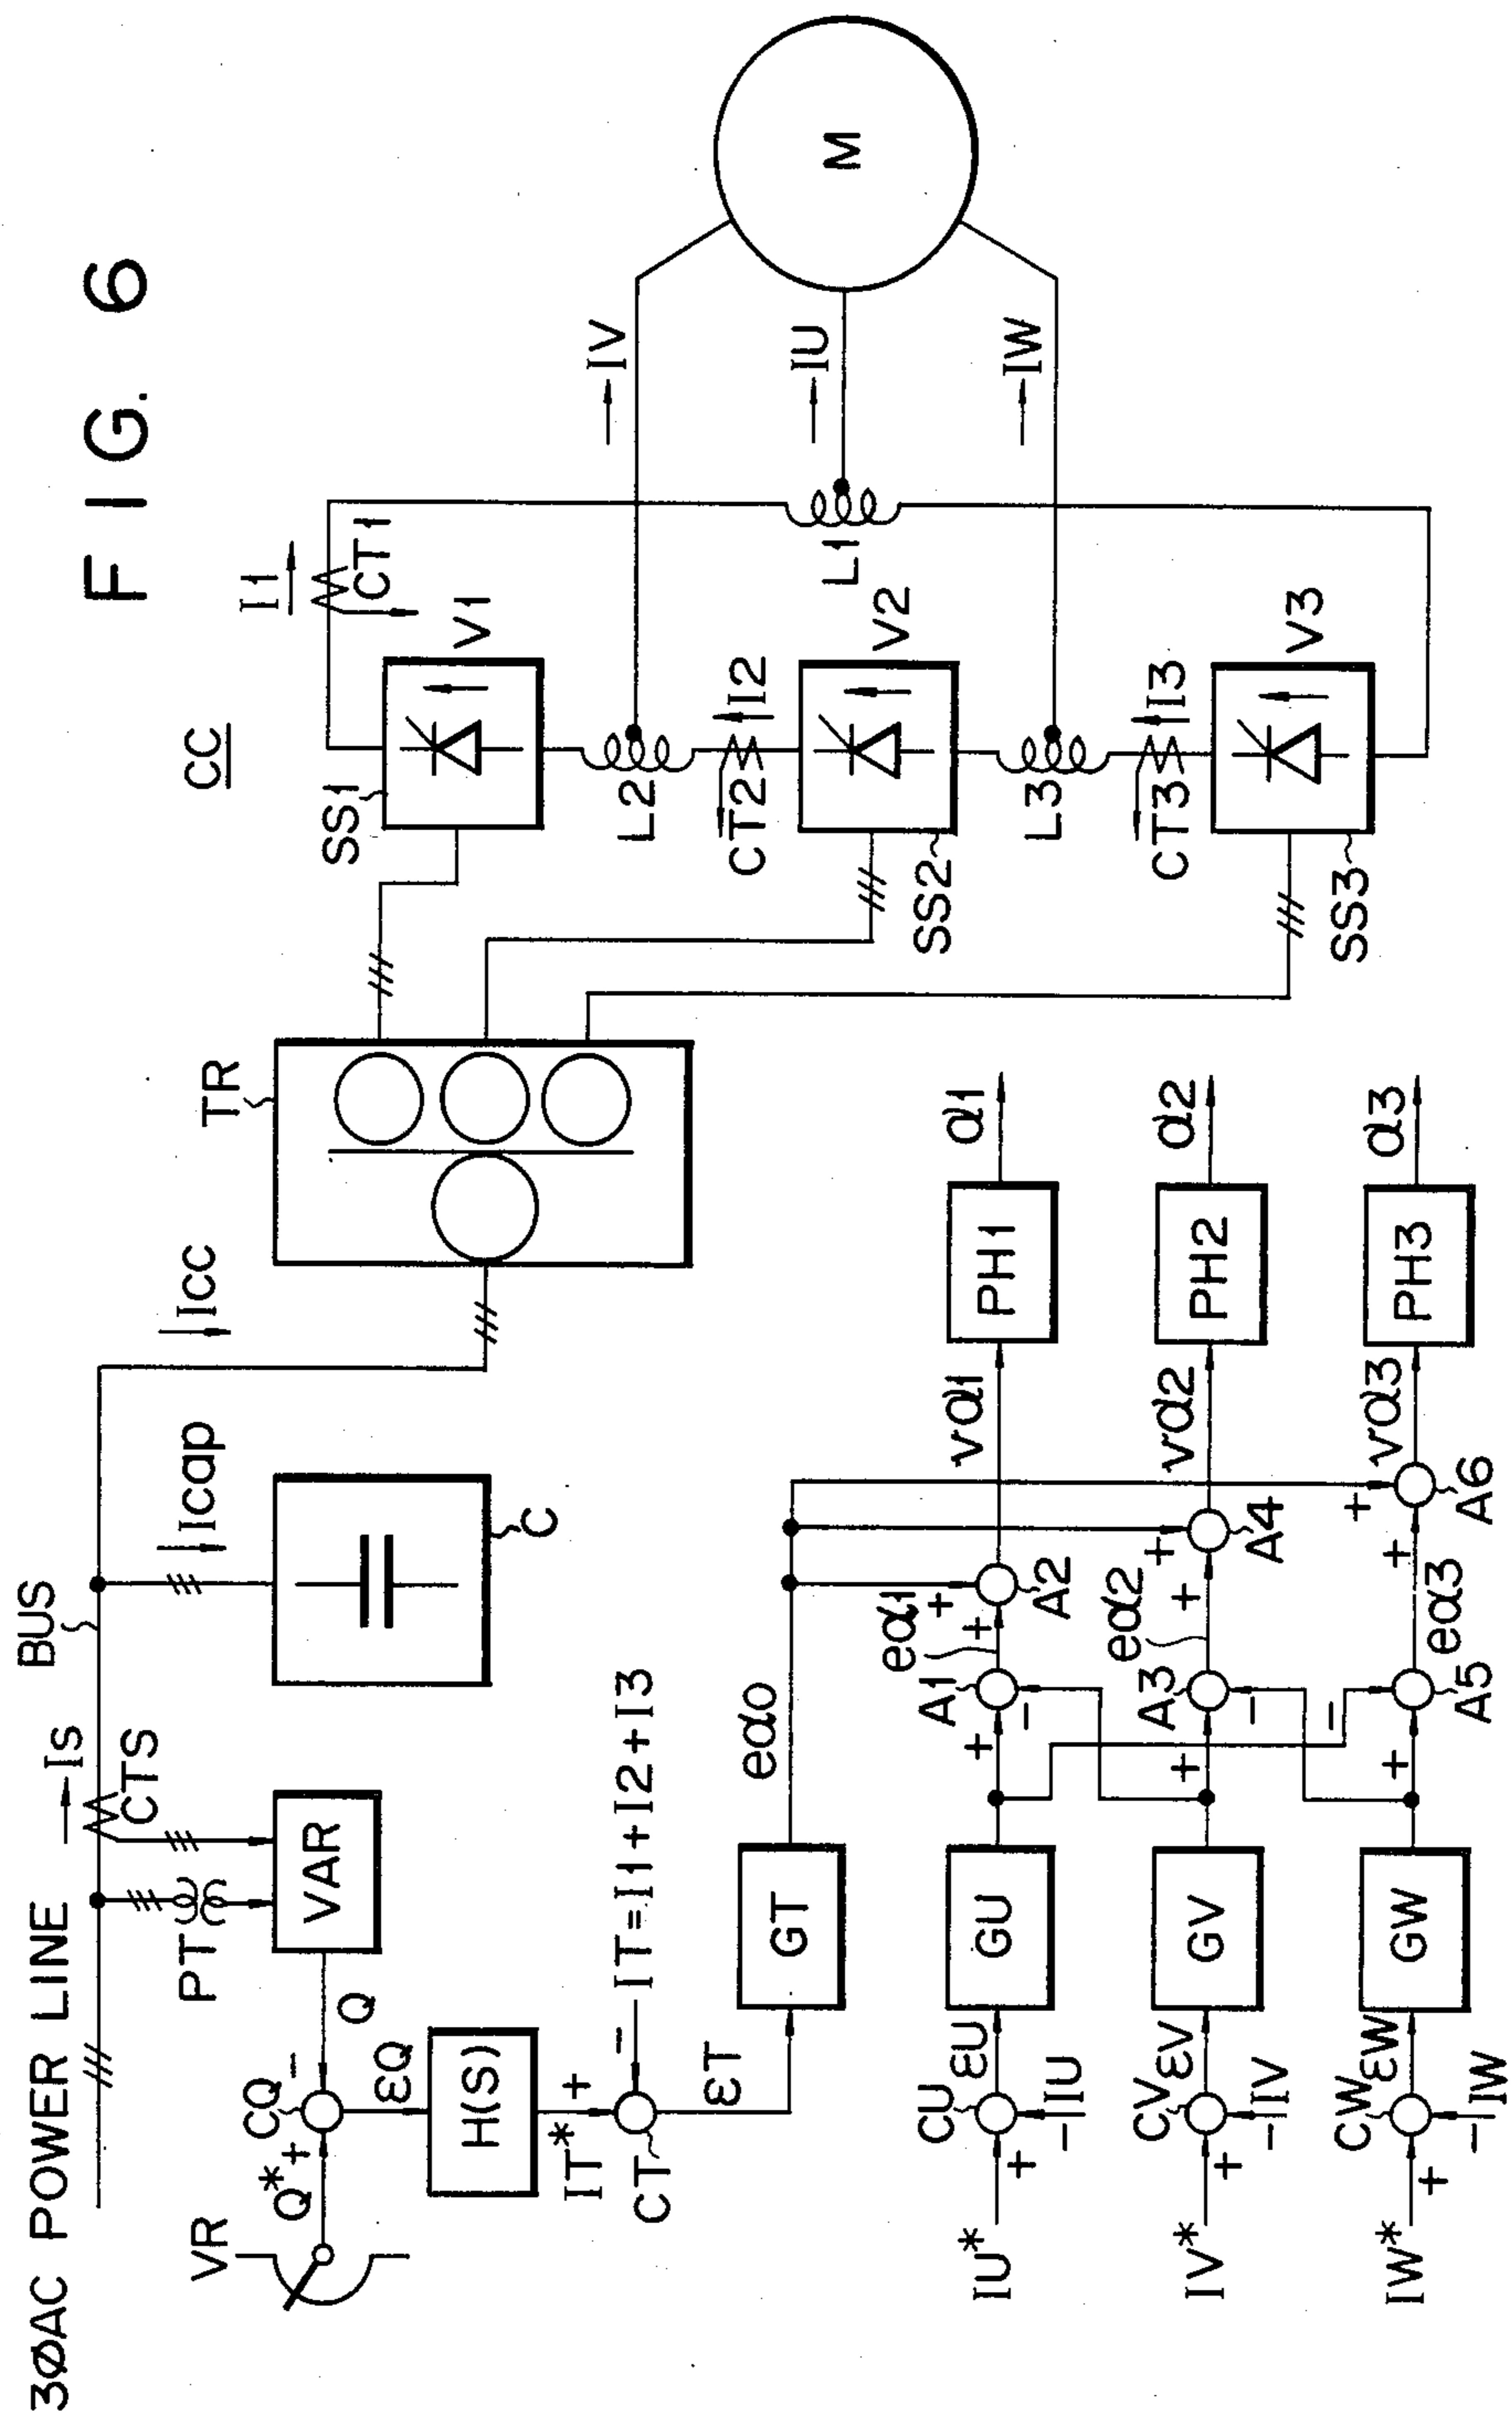 FIG. 6
3ØAC POWER LINE
BUS
Is
CTS
PT
VAR
Icap
C
Icc
TR
CC
SS1
V1
I1
CT1
L2
CT2
I2
SS2
V2
L1
L3
CT3
I3
SS3
V3
IV
IU
IW
M
VR
Q*
+
CQ
-
Q
εQ
H(S)
IT*
+
-
CT
IT=I1+I2+I3
εT
GT
eα0
IU*
+
CU
-IU
εU
GU
+
-
A1
eα1
+
+
A2
vα1
PH1
α1
IV*
+
CV
-IV
εV
GV
+
-
A3
eα2
+
+
A4
vα2
PH2
α2
IW*
+
CW
-IW
εW
GW
+
-
A5
eα3
+
+
A6
vα3
PH3
α3